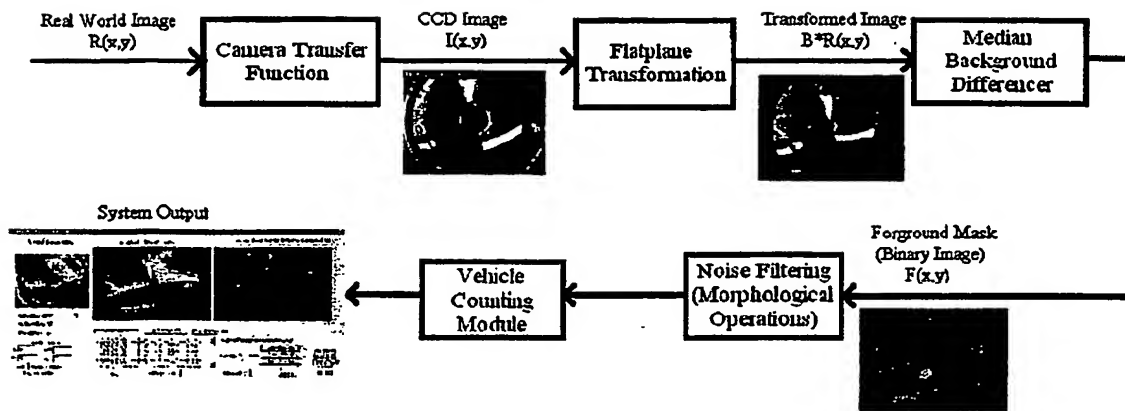 Real World Image
R(x,y)
Camera Transfer
Function
CCD Image
I(x,y)
Flatplane
Transformation
Transformed Image
B*R(x,y)
Median
Background
Differencer
System Output
Vehicle
Counting
Module
Noise Filtering
(Morphological
Operations)
Forground Mask
(Binary Image)
F(x,y)